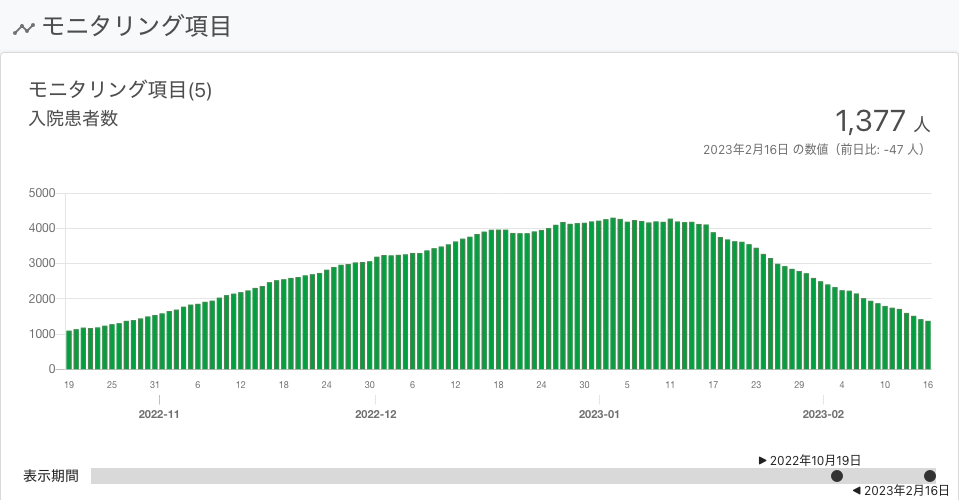 モニタリング項目
モニタリング項目(5)
入院患者数
1,377 人
2023年2月16日 の数値（前日比: -47 人）
5000
4000
3000
2000
1000
0
19 25 31 6 12 18 24 30 6 12 18 24 30 5 11 17 23 29 4 10 16
2022-11 2022-12 2023-01 2023-02
▶ 2022年10月19日
表示期間
◀ 2023年2月16日